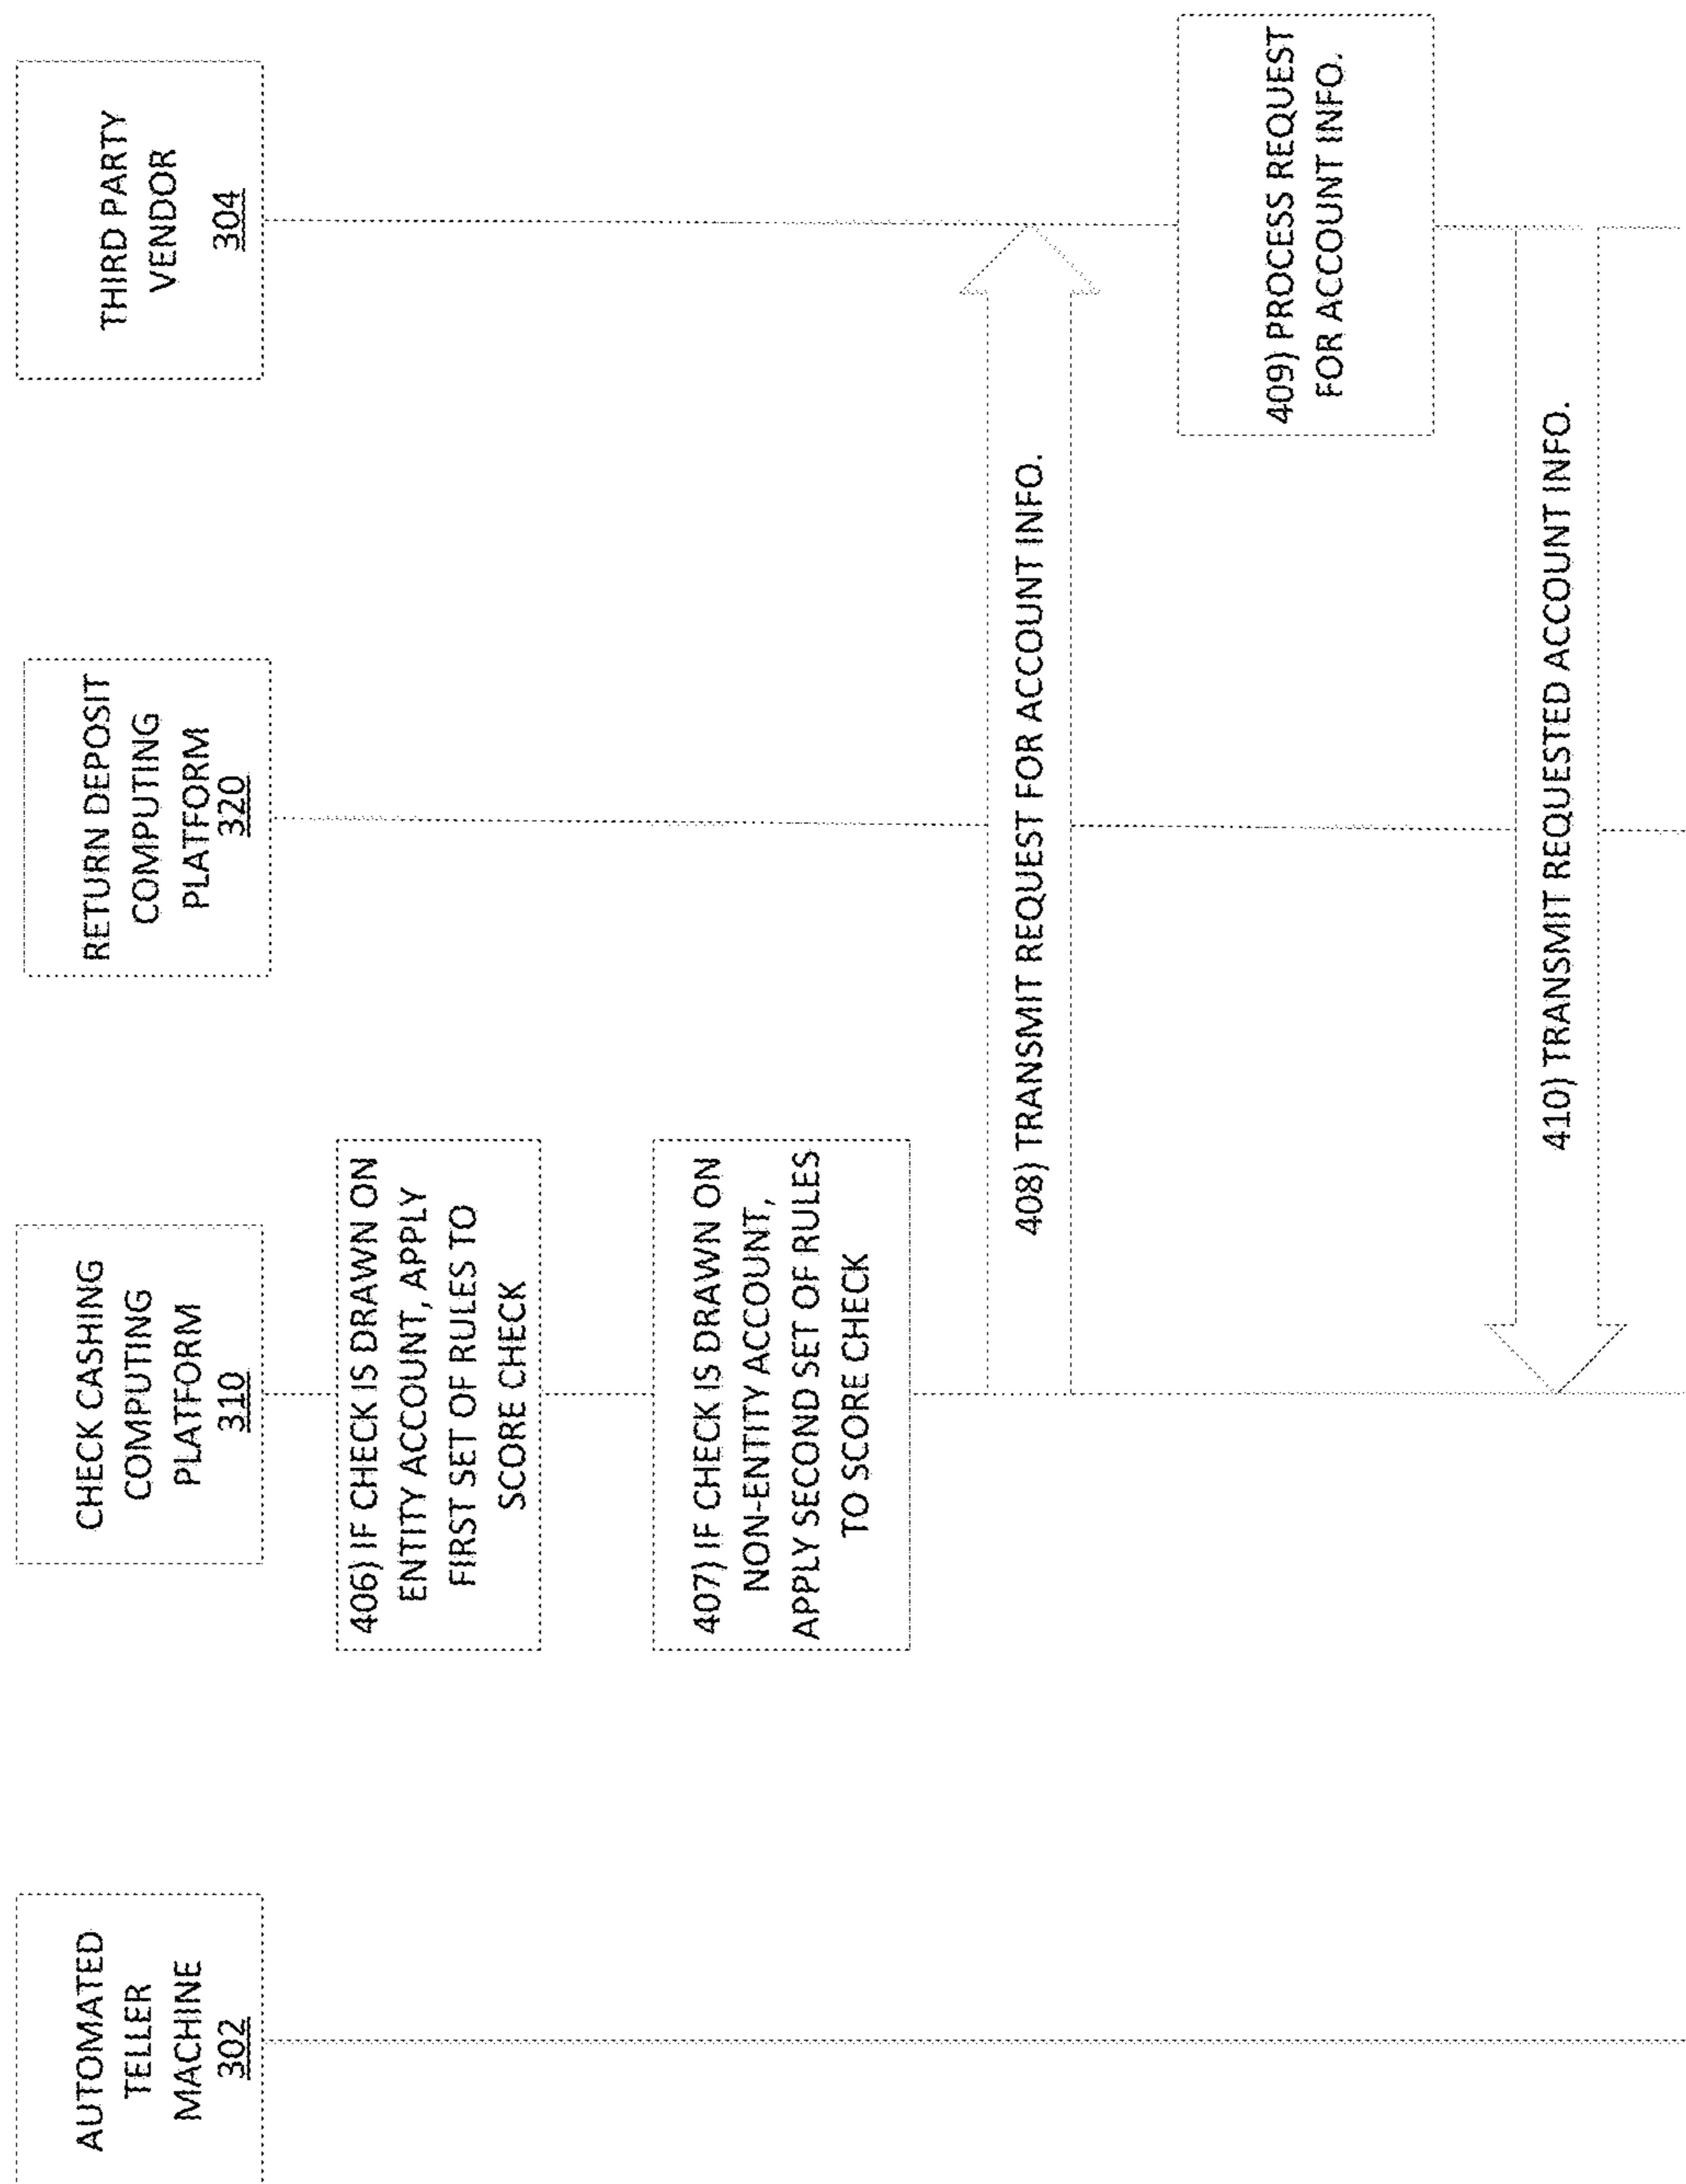 AUTOMATED
TELLER
MACHINE
302
CHECK CASHING
COMPUTING
PLATFORM
310
RETURN DEPOSIT
COMPUTING
PLATFORM
320
THIRD PARTY
VENDOR
304
406) IF CHECK IS DRAWN ON
ENTITY ACCOUNT, APPLY
FIRST SET OF RULES TO
SCORE CHECK
407) IF CHECK IS DRAWN ON
NON-ENTITY ACCOUNT,
APPLY SECOND SET OF RULES
TO SCORE CHECK
408) TRANSMIT REQUEST FOR ACCOUNT INFO.
409) PROCESS REQUEST
FOR ACCOUNT INFO.
410) TRANSMIT REQUESTED ACCOUNT INFO.